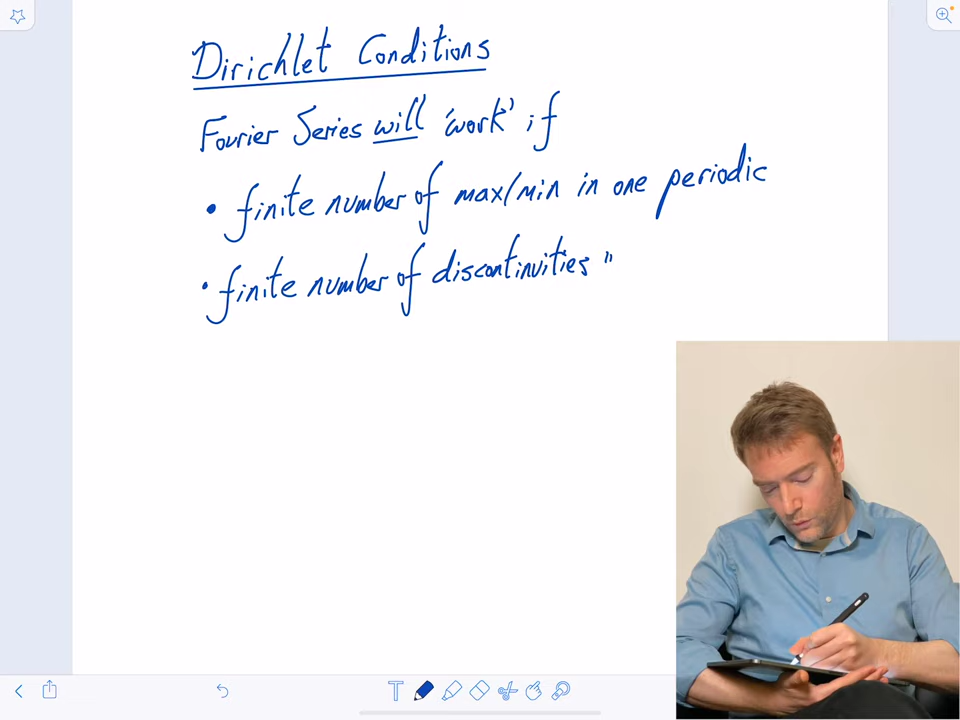 Dirichlet Conditions
Fourier Series will 'work' if
• finite number of max/min in one periodic
• finite number of discontinuities "
T